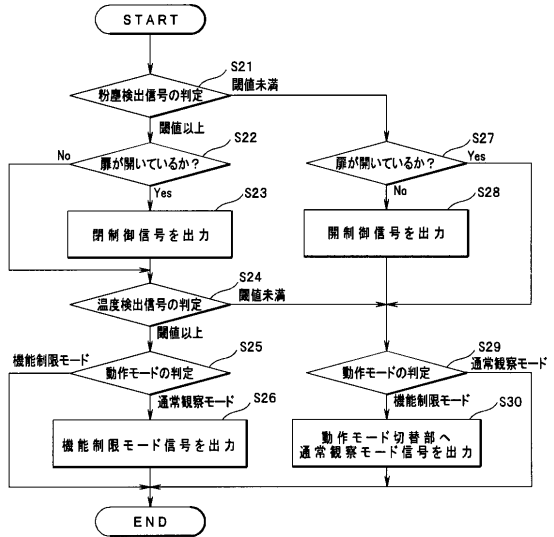 START
S21
粉塵検出信号の判定
閾値未満
閾値以上
S22
扉が開いているか?
No
Yes
S27
扉が開いているか?
Yes
No
S23
閉制御信号を出力
S28
開制御信号を出力
S24
温度検出信号の判定
閾値未満
閾値以上
S25
動作モードの判定
機能制限モード
通常観察モード
S29
動作モードの判定
通常観察モード
機能制限モード
S26
機能制限モード信号を出力
S30
動作モード切替部へ
通常観察モード信号を出力
END